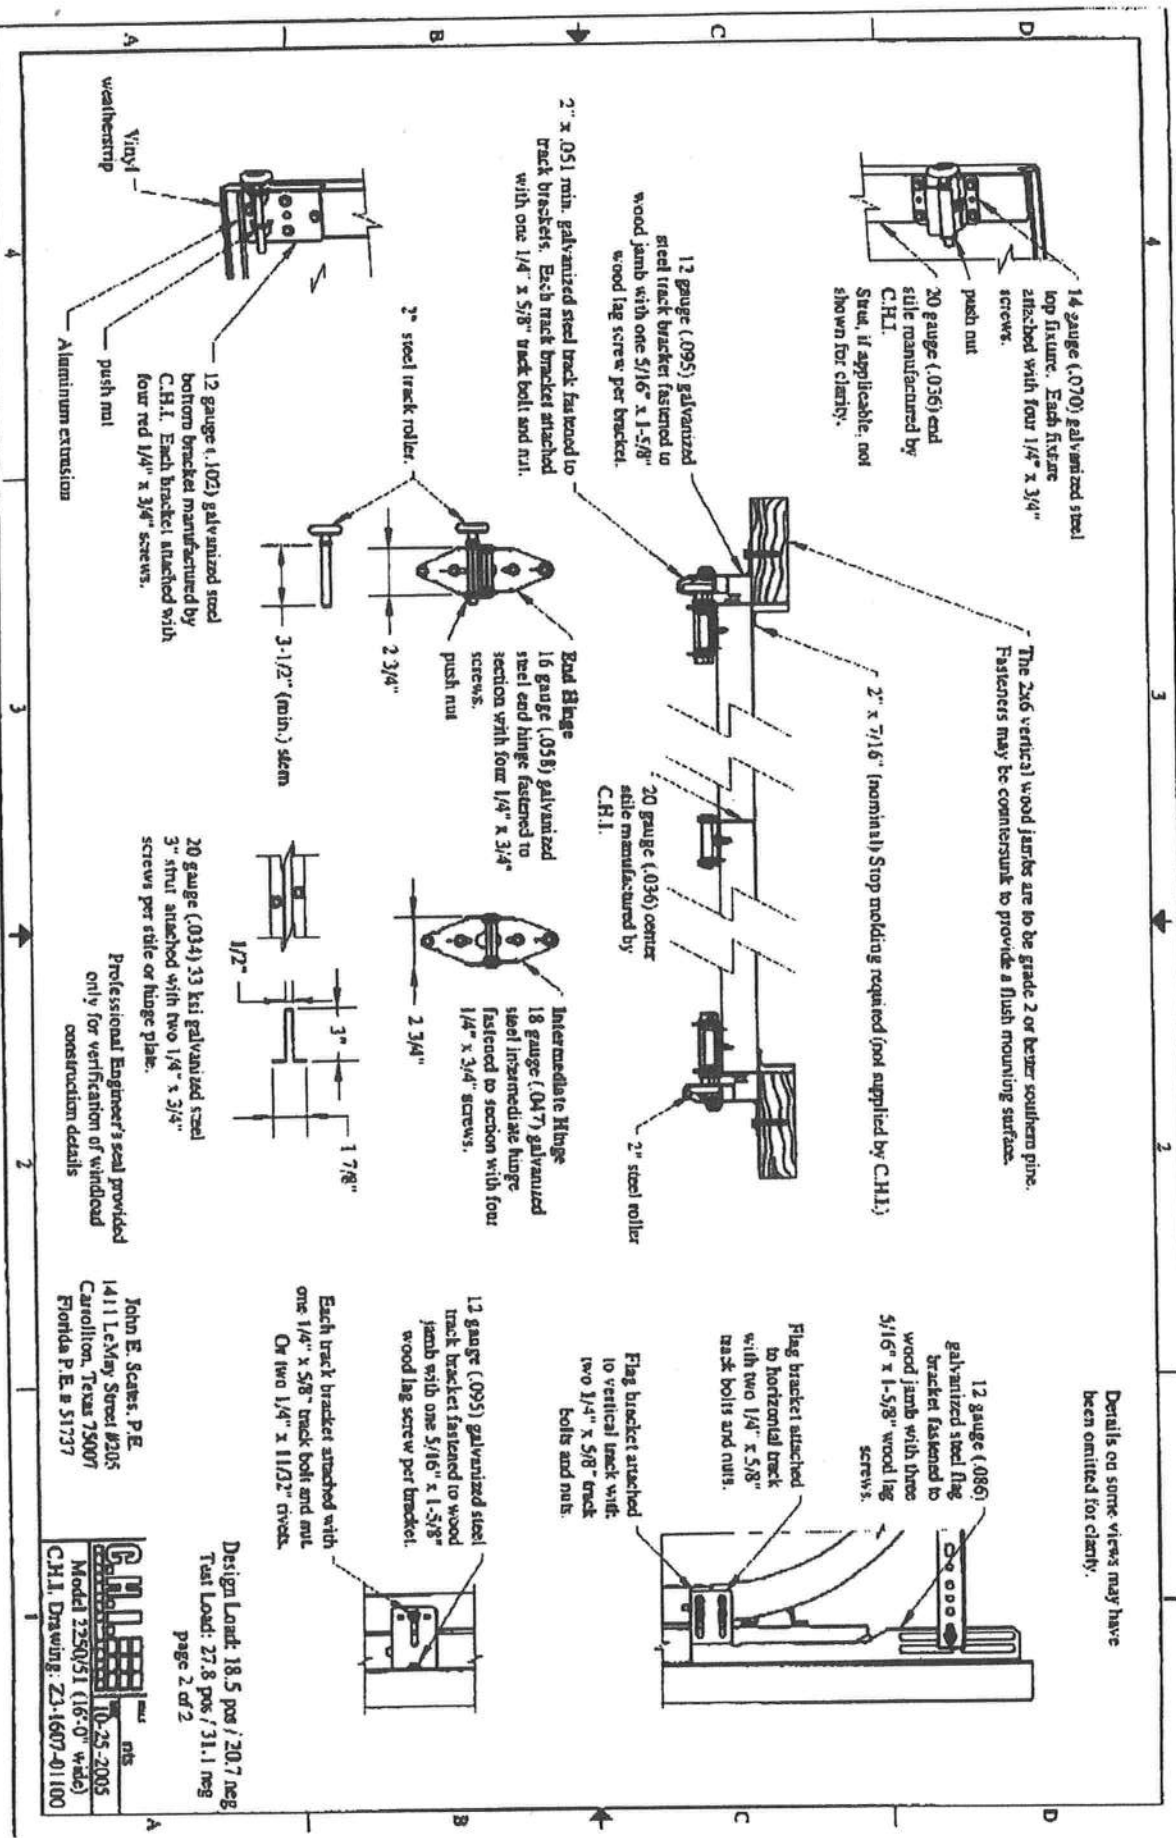 D
C
B
A
4
3
2
1
14 gauge (.070) galvanized steel
top fixture. Each fixture
attached with four 1/4" x 3/4"
screws.
push nut
20 gauge (.036) end
stile manufactured by
C.H.I.
Strut, if applicable, not
shown for clarity.
The 2x6 vertical wood jambs are to be grade 2 or better southern pine.
Fasteners may be countersunk to provide a flush mounting surface.
2" x 7/16" (nominal) Stop molding required (not supplied by C.H.I.)
12 gauge (.095) galvanized
steel track bracket fastened to
wood jamb with one 5/16" x 1-5/8"
wood lag screw per bracket.
2" x .051 min. galvanized steel track fastened to
track brackets. Each track bracket attached
with one 1/4" x 5/8" track bolt and nut.
20 gauge (.036) center
stile manufactured by
C.H.I.
2" steel roller
Details on some views may have
been omitted for clarity.
12 gauge (.086)
galvanized steel flag
bracket fastened to
wood jamb with three
5/16" x 1-5/8" wood lag
screws.
Flag bracket attached
to horizontal track
with two 1/4" x 5/8"
track bolts and nuts.
Flag bracket attached
to vertical track with
two 1/4" x 5/8" track
bolts and nuts.
2" steel track roller.
End Hinge
16 gauge (.058) galvanized
steel end hinge fastened to
section with four 1/4" x 3/4"
screws.
push nut
2 3/4"
3-1/2" (min.) stem
Intermediate Hinge
18 gauge (.047) galvanized
steel intermediate hinge
fastened to section with four
1/4" x 3/4" screws.
2 3/4"
12 gauge (.095) galvanized steel
track bracket fastened to wood
jamb with one 5/16" x 1-5/8"
wood lag screw per bracket.
Each track bracket attached with
one 1/4" x 5/8" track bolt and nut.
Or two 1/4" x 11/32" rivets.
Vinyl
weatherstrip
12 gauge (.102) galvanized steel
bottom bracket manufactured by
C.H.I. Each bracket attached with
four red 1/4" x 3/4" screws.
push nut
Aluminum extrusion
3"
1/2"
1 7/8"
20 gauge (.034) 33 ksi galvanized steel
3" strut attached with two 1/4" x 3/4"
screws per stile or hinge plate.
Professional Engineer's seal provided
only for verification of windload
construction details
John E. Scates, P.E.
1411 LeMay Street #205
Carrollton, Texas 75007
Florida P.E. # 51737
Design Load: 18.5 pos / 20.7 neg
Test Load: 27.8 pos / 31.1 neg
page 2 of 2
C.H.I.
nts
10-25-2005
Model 2250/51 (16'-0" wide)
C.H.I. Drawing: Z3-1607-01100
4
3
2
1
D
C
B
A